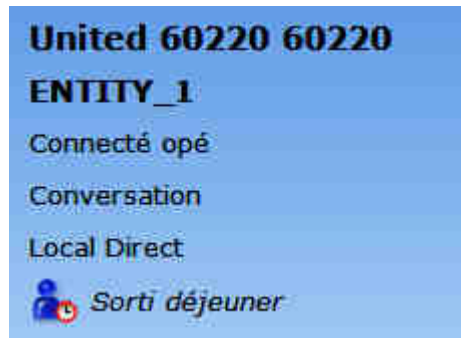 United 60220 60220
ENTITY_1
Connecté opé
Conversation
Local Direct
Sorti déjeuner